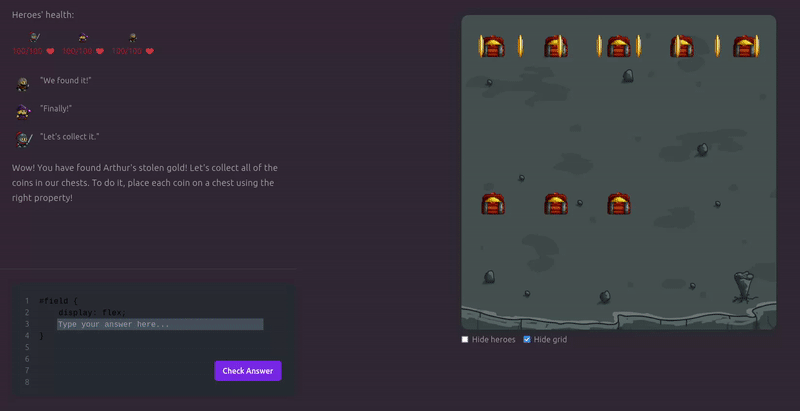 Heroes' health:
100/100 100/100 100/100
"We found it!"
"Finally!"
"Let's collect it."
Wow! You have found Arthur's stolen gold! Let's collect all of the
coins in our chests. To do it, place each coin on a chest using the
right property!
1 #field {
2 display: flex;
3 Type your answer here...
4 }
5
6
7
8
Check Answer
Hide heroes Hide grid